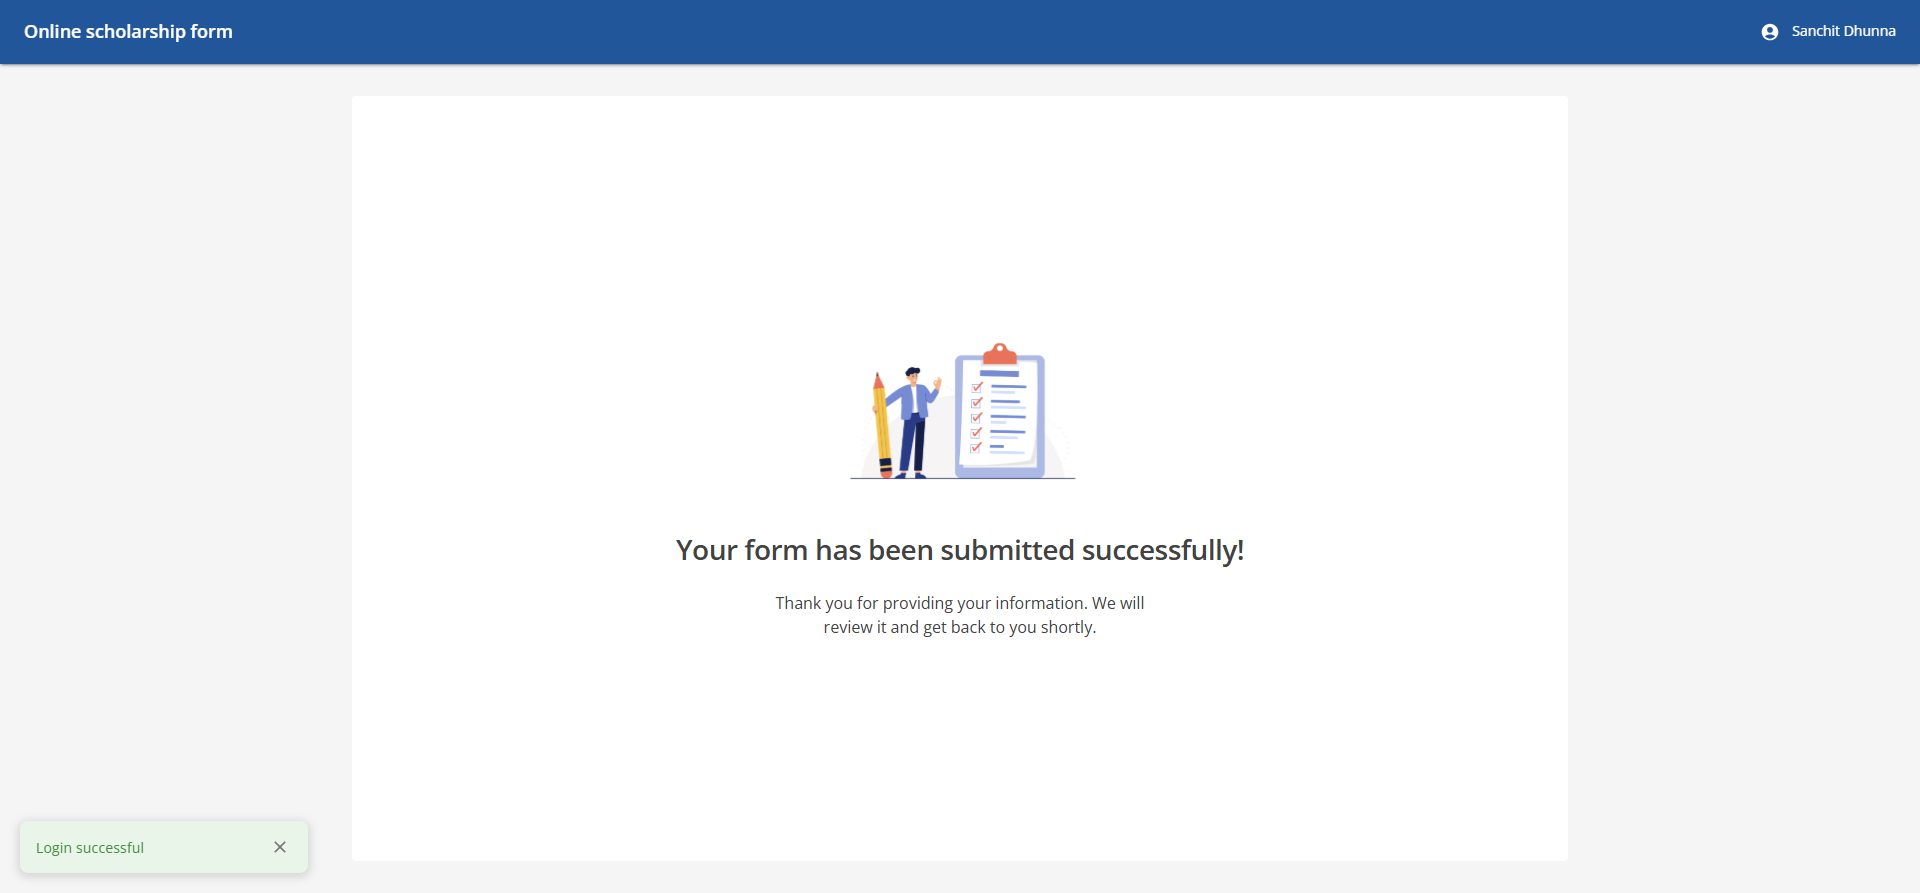 Online scholarship form
Sanchit Dhunna
Your form has been submitted successfully!
Thank you for providing your information. We will
review it and get back to you shortly.
Login successful